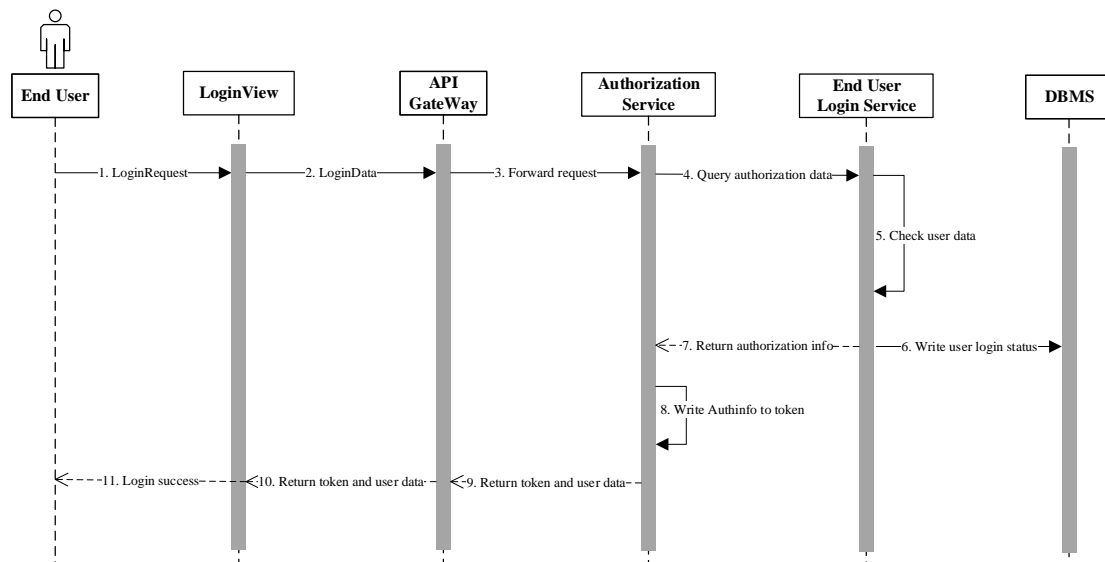 End User
LoginView
API
GateWay
Authorization
Service
End User
Login Service
DBMS
1. LoginRequest
2. LoginData
3. Forward request
4. Query authorization data
5. Check user data
7. Return authorization info
6. Write user login status
8. Write Authinfo to token
11. Login success
10. Return token and user data
9. Return token and user data